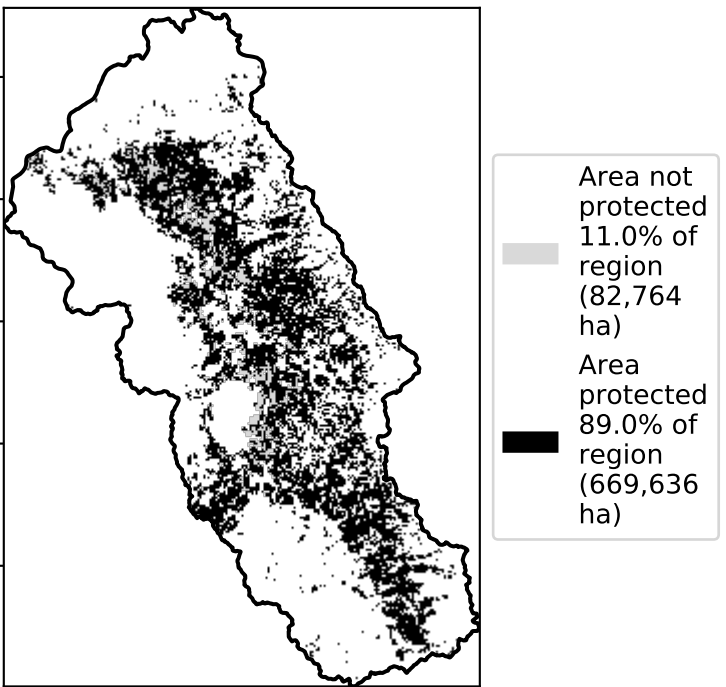 Area not
protected
11.0% of
region
(82,764
ha)
Area
protected
89.0% of
region
(669,636
ha)